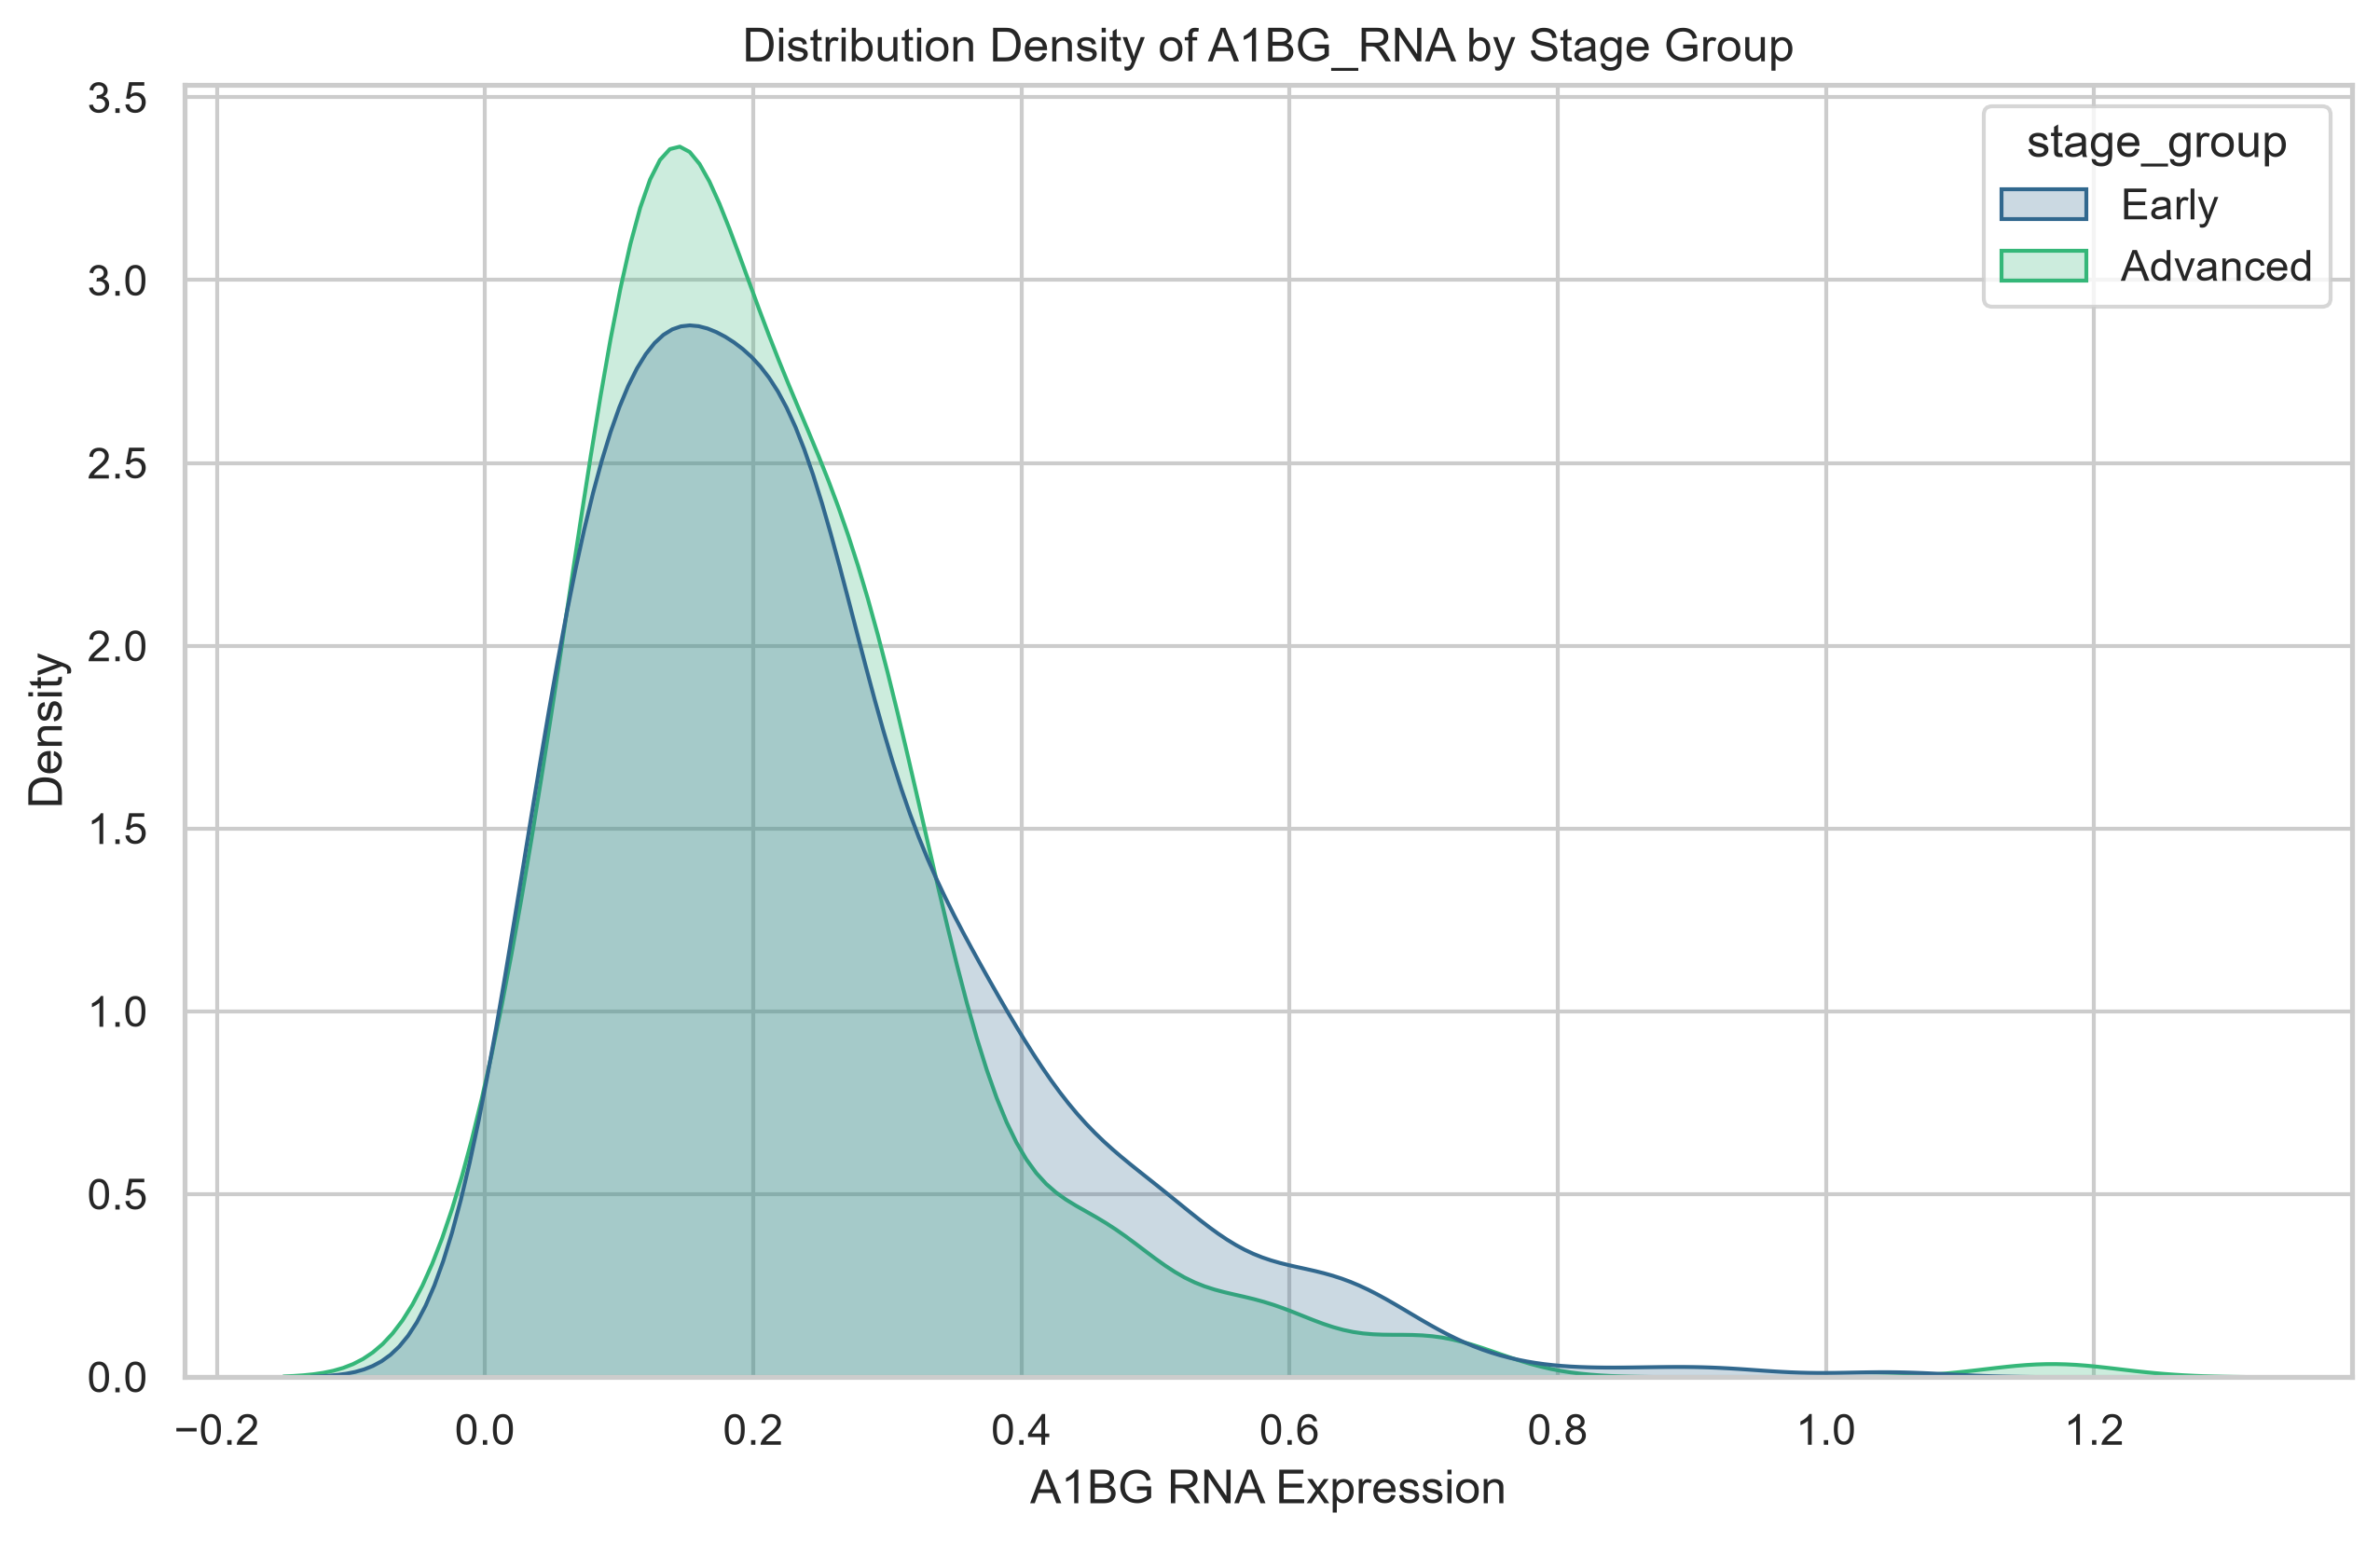 Distribution Density of A1BG_RNA by Stage Group
stage_group
Early
Advanced
Density
3.5
3.0
2.5
2.0
1.5
1.0
0.5
0.0
−0.2 0.0 0.2 0.4 0.6 0.8 1.0 1.2
A1BG RNA Expression